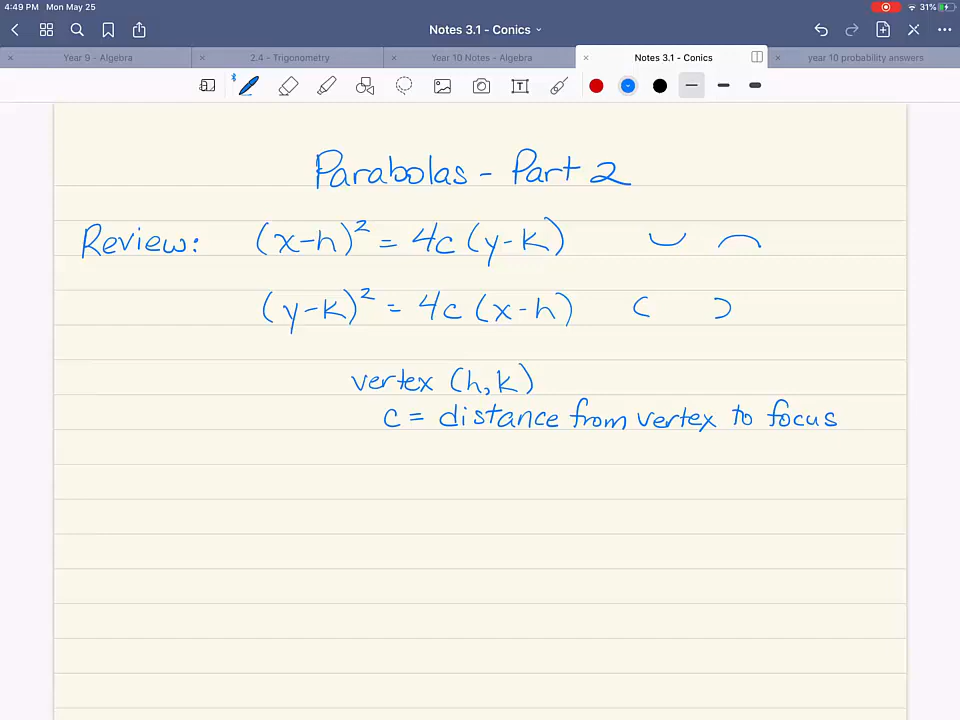 4:49 PM Mon May 25
31%
Notes 3.1 - Conics
Year 9 - Algebra
2.4 - Trigonometry
Year 10 Notes - Algebra
Notes 3.1 - Conics
year 10 probability answers
Parabolas - Part 2
Review: (x-h)² = 4c (y-k)
(y-k)² = 4c (x-h)
vertex (h,k)
c = distance from vertex to focus